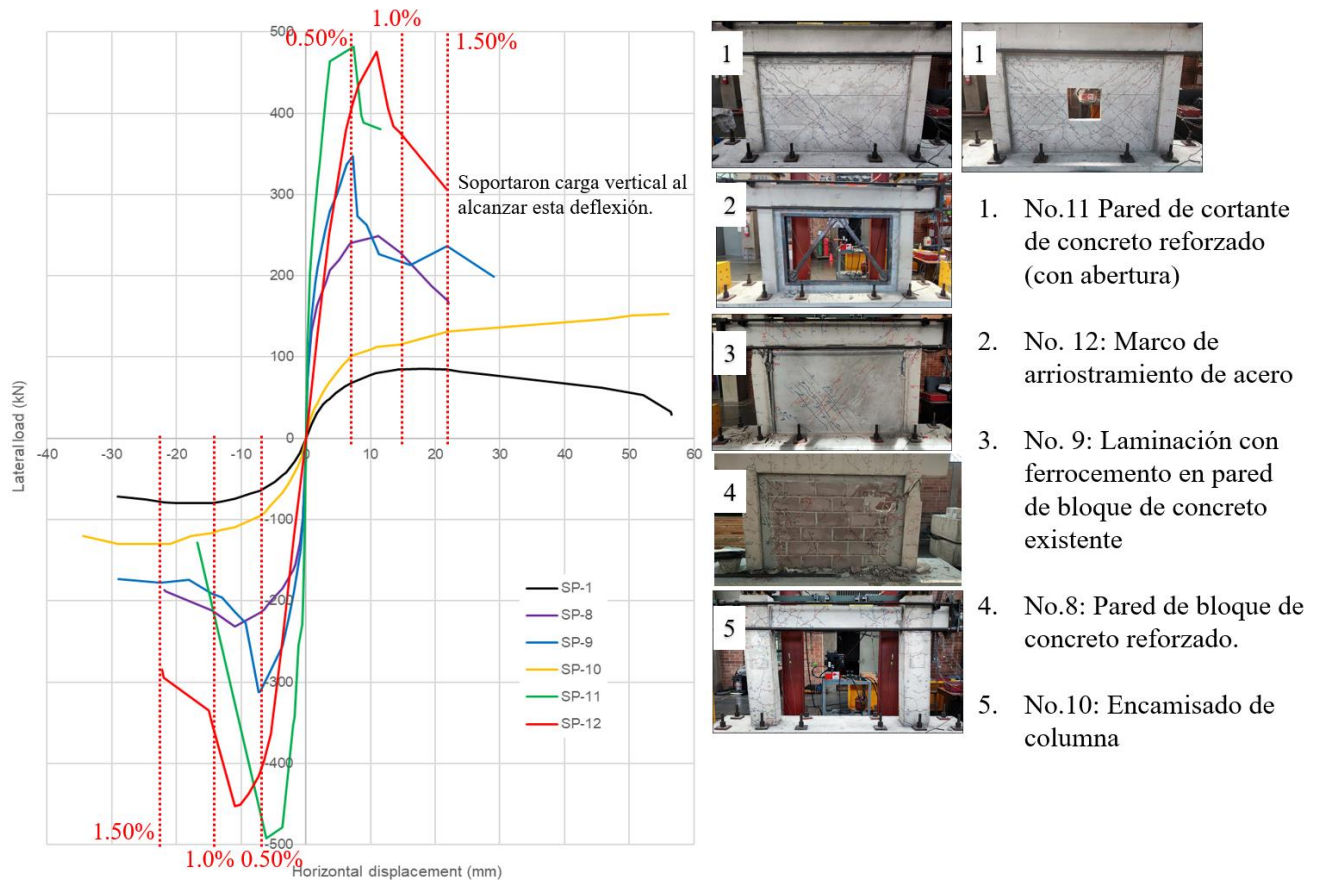 1.0%
500
0.50%
1.50%
-40
-30
-20
-10
0
10
20
30
40
50
60
400
300
200
100
0
-100
-200
-300
-400
-500
Soportaron carga vertical al
alcanzar esta deflexión.
Lateral load (kN)
SP-1
SP-8
SP-9
SP-10
SP-11
SP-12
1.50%
1.0%
0.50%
Horizontal displacement (mm)
1
1
2
3
4
5
1. No.11 Pared de cortante
de concreto reforzado
(con abertura)
2. No. 12: Marco de
arriostramiento de acero
3. No. 9: Laminación con
ferrocemento en pared
de bloque de concreto
existente
4. No.8: Pared de bloque de
concreto reforzado.
5. No.10: Encamisado de
columna